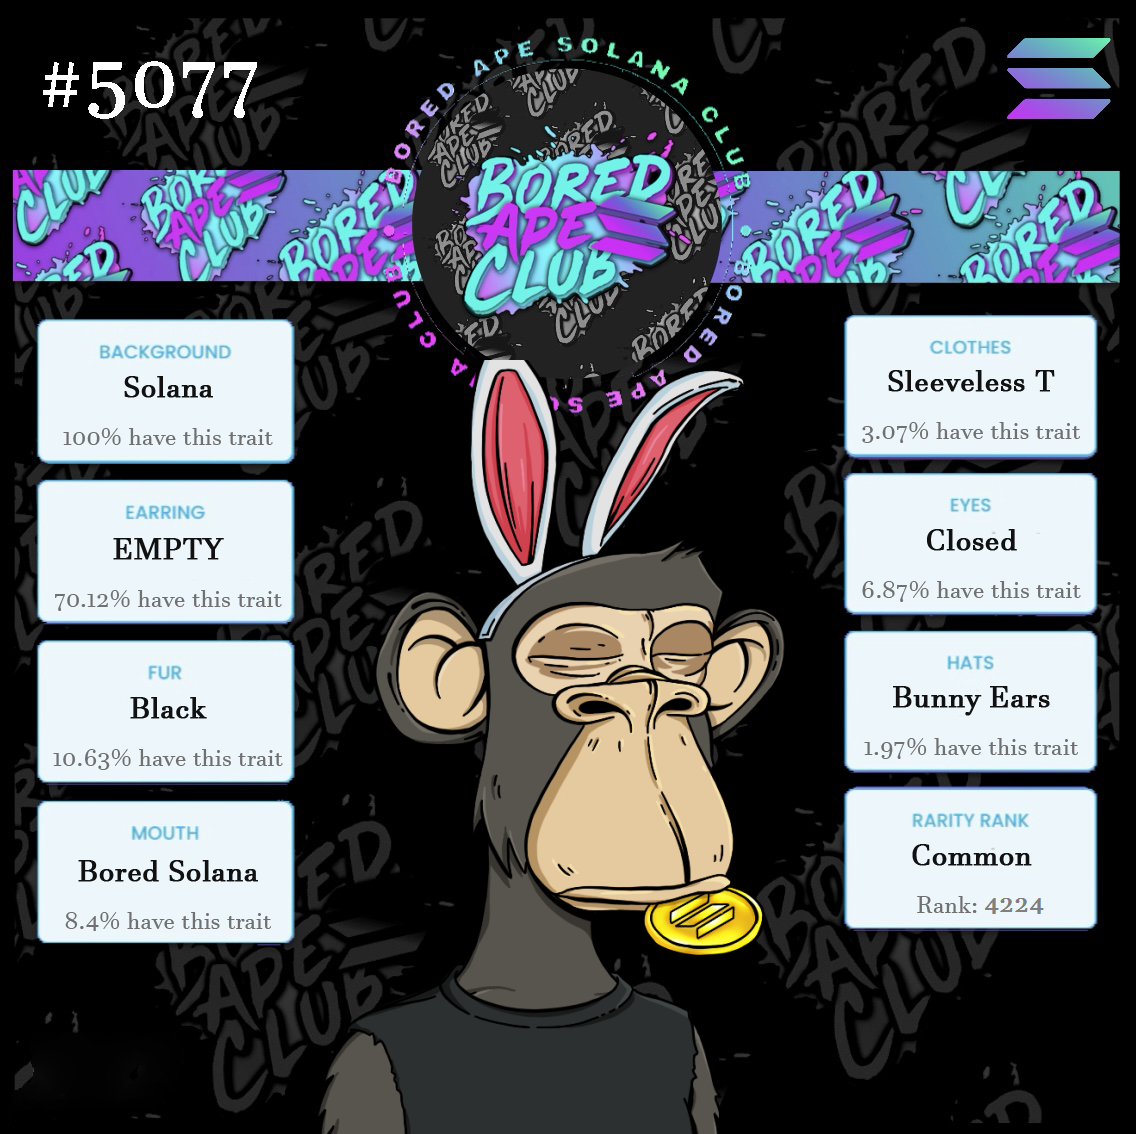 #5077
BORED APE SOLANA CLUB
BORED
APE
CLUB
BACKGROUND
Solana
100% have this trait
EARRING
EMPTY
70.12% have this trait
FUR
Black
10.63% have this trait
MOUTH
Bored Solana
8.4% have this trait
CLOTHES
Sleeveless T
3.07% have this trait
EYES
Closed
6.87% have this trait
HATS
Bunny Ears
1.97% have this trait
RARITY RANK
Common
Rank: 4224